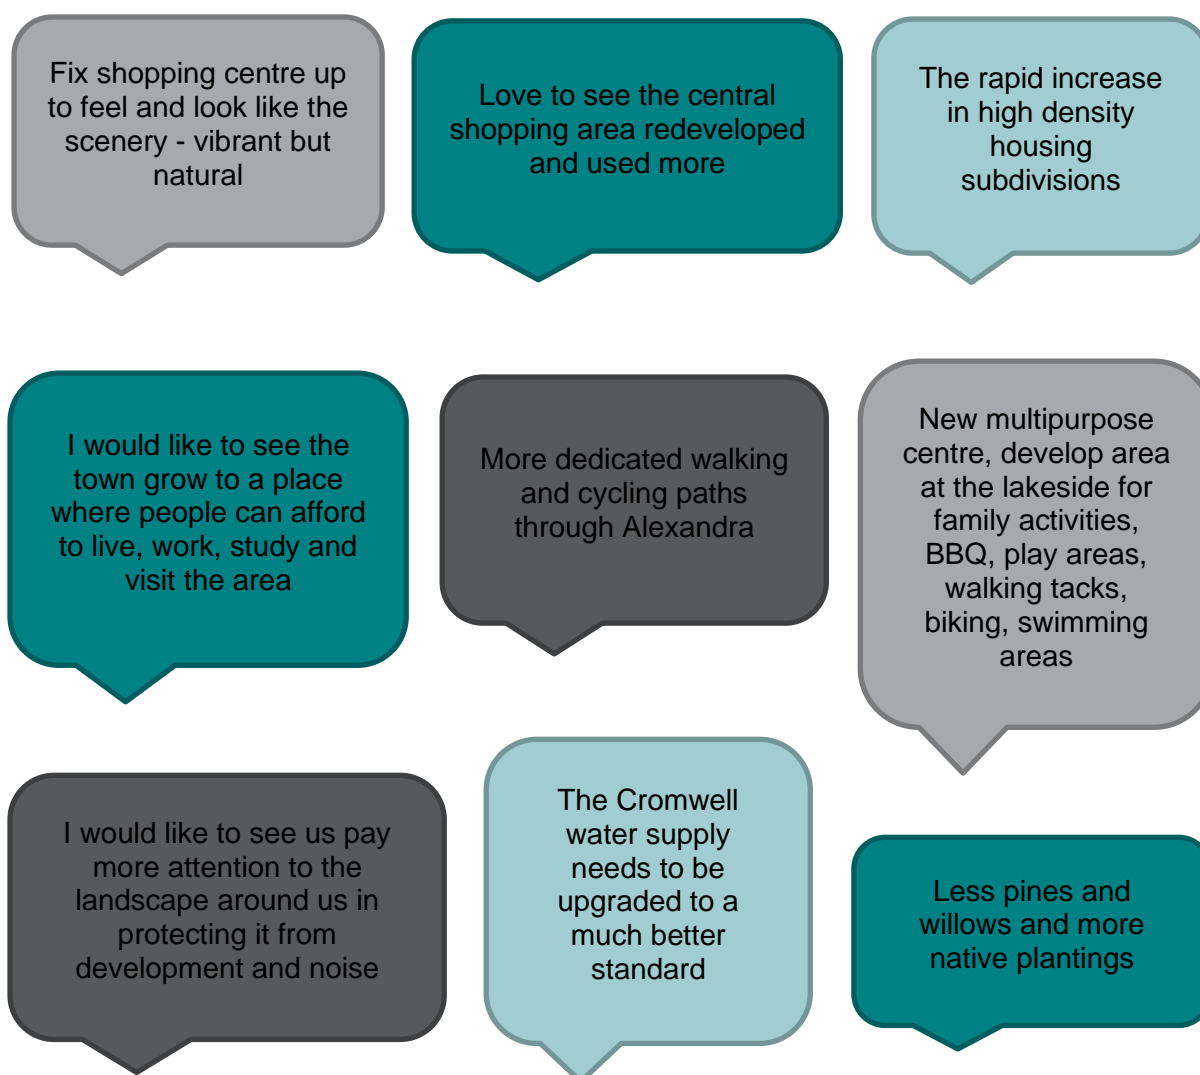 Fix shopping centre up
to feel and look like the
scenery - vibrant but
natural
Love to see the central
shopping area redeveloped
and used more
The rapid increase
in high density
housing
subdivisions
I would like to see the
town grow to a place
where people can afford
to live, work, study and
visit the area
More dedicated walking
and cycling paths
through Alexandra
New multipurpose
centre, develop area
at the lakeside for
family activities,
BBQ, play areas,
walking tacks,
biking, swimming
areas
I would like to see us pay
more attention to the
landscape around us in
protecting it from
development and noise
The Cromwell
water supply
needs to be
upgraded to a
much better
standard
Less pines and
willows and more
native plantings